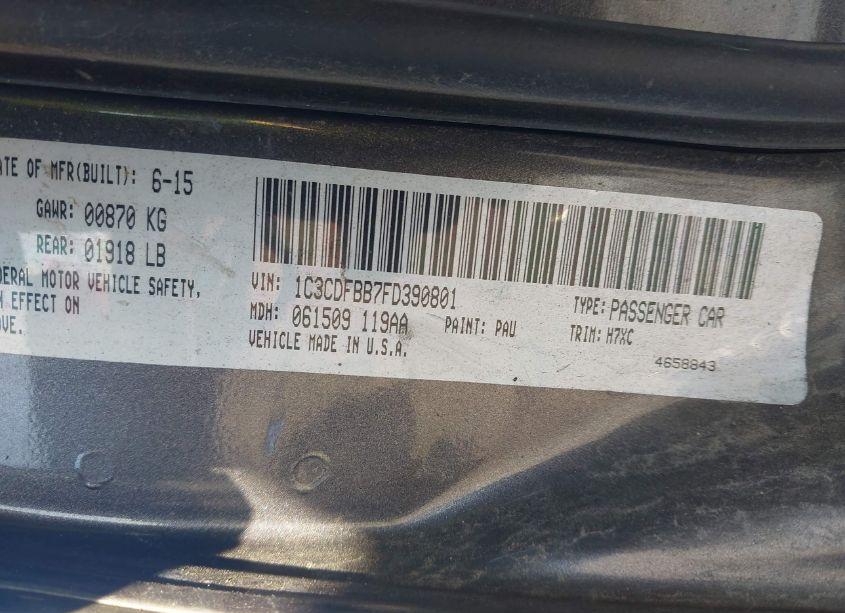 ATE OF MFR(BUILT): 6-15
GAWR: 00870 KG
REAR: 01918 LB
DERAL MOTOR VEHICLE SAFETY,
N EFFECT ON
OVE.
VIN: 1C3CDFBB7FD390801
TYPE: PASSENGER CAR
MDH: 061509 119AA
PAINT: PAU
TRIM: H7XC
VEHICLE MADE IN U.S.A.
4658843